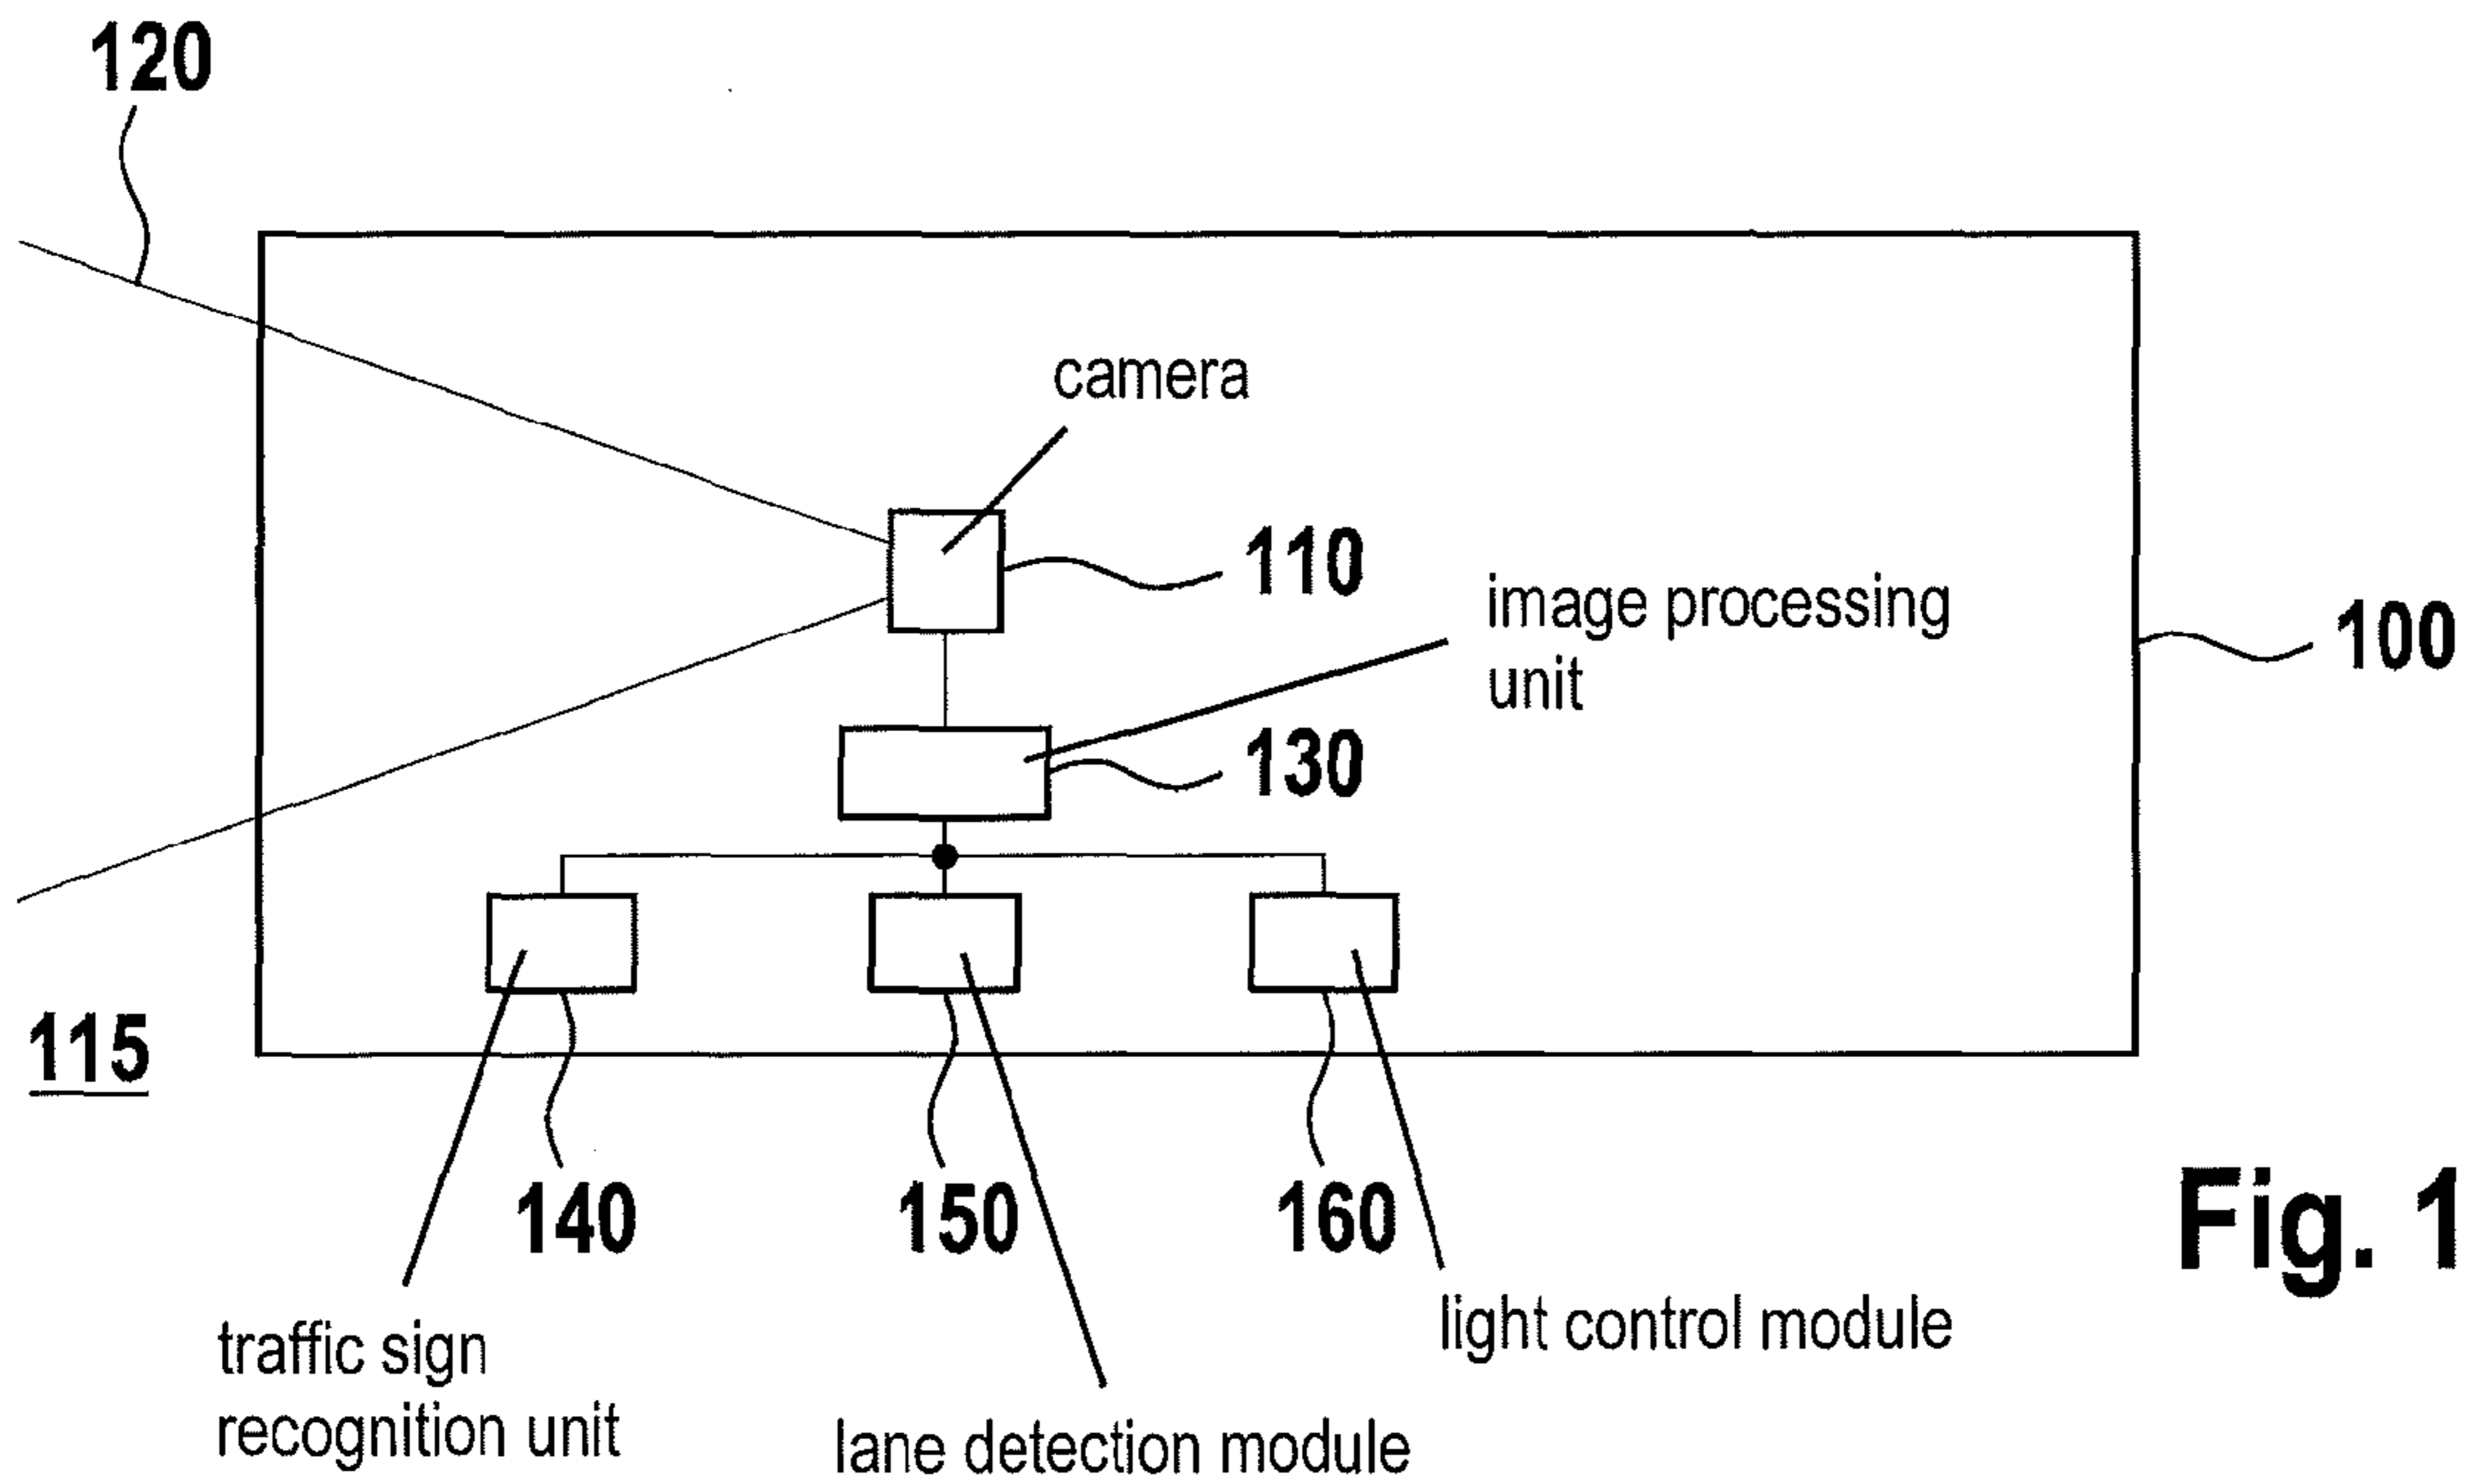 120
camera
110
image processing
unit
100
130
115
140
150
160
Fig. 1
light control module
traffic sign
recognition unit
lane detection module